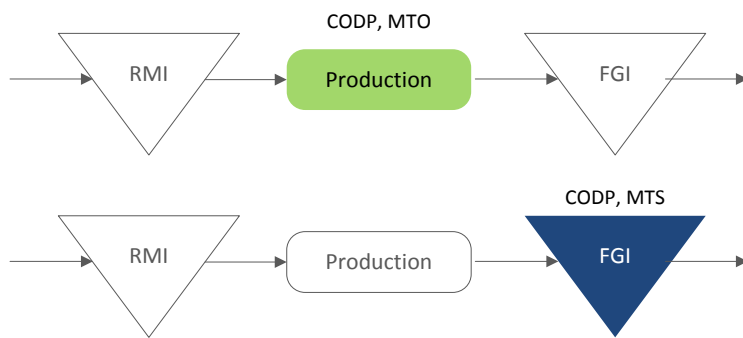 CODP, MTO
RMI
Production
FGI
CODP, MTS
RMI
Production
FGI